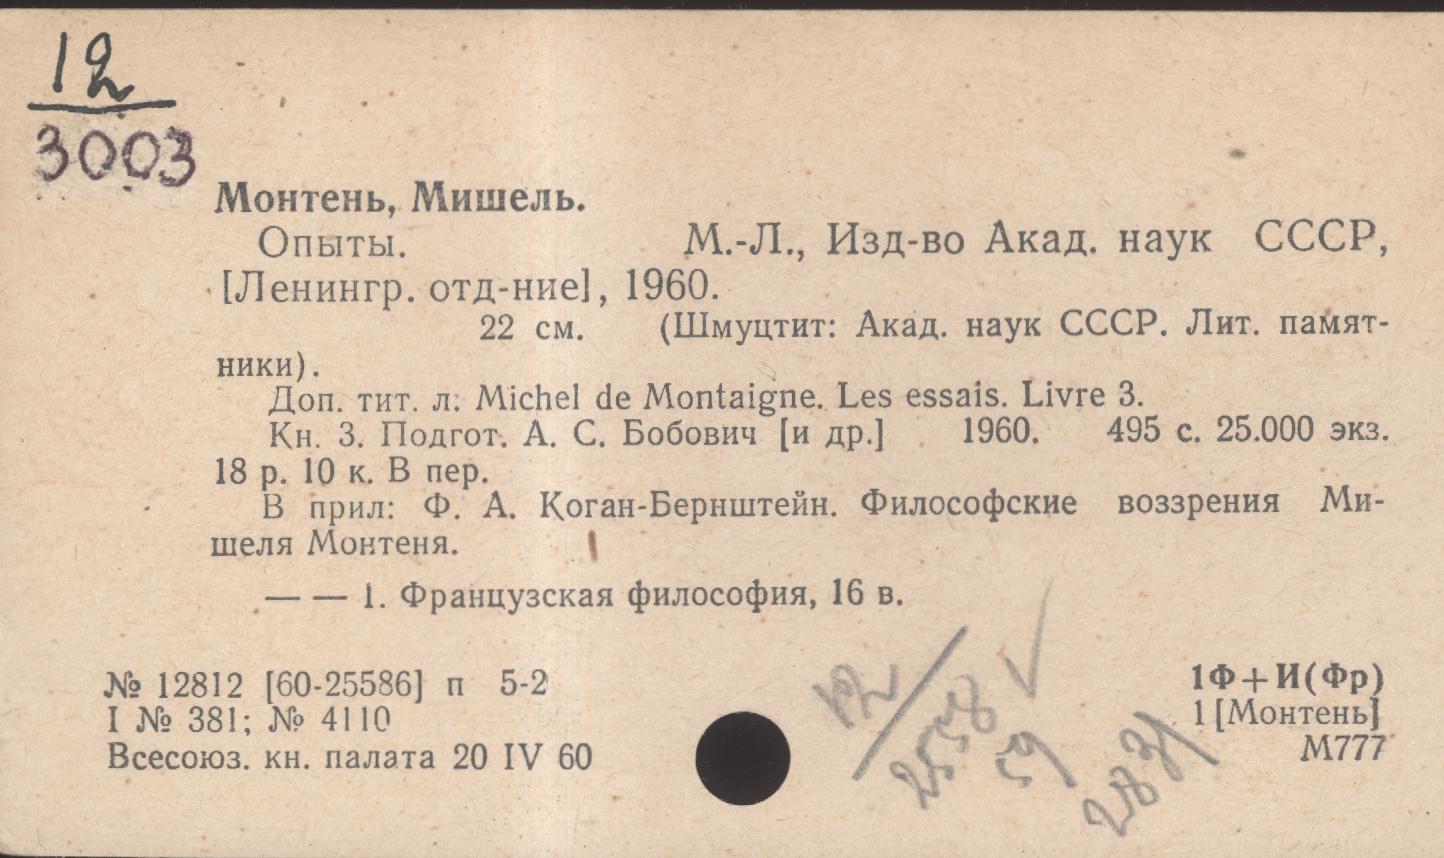 12
3003
Монтень, Мишель.
Опыты. М.-Л., Изд-во Акад. наук СССР,
[Ленингр. отд-ние], 1960.
22 см. (Шмуцтит: Акад. наук СССР. Лит. памят-
ники).
Доп. тит. л: Michel de Montaigne. Les essais. Livre 3.
Кн. 3. Подгот. А. С. Бобович [и др.] 1960. 495 с. 25.000 экз.
18 р. 10 к. В пер.
В прил: Ф. А. Коган-Бернштейн. Философские воззрения Ми-
шеля Монтеня.
— — 1. Французская философия, 16 в.
№ 12812 [60-25586] п 5-2
I № 381; № 4110
Всесоюз. кн. палата 20 IV 60
1Ф+И(Фр)
1 [Монтень]
М777
12/
2558
59